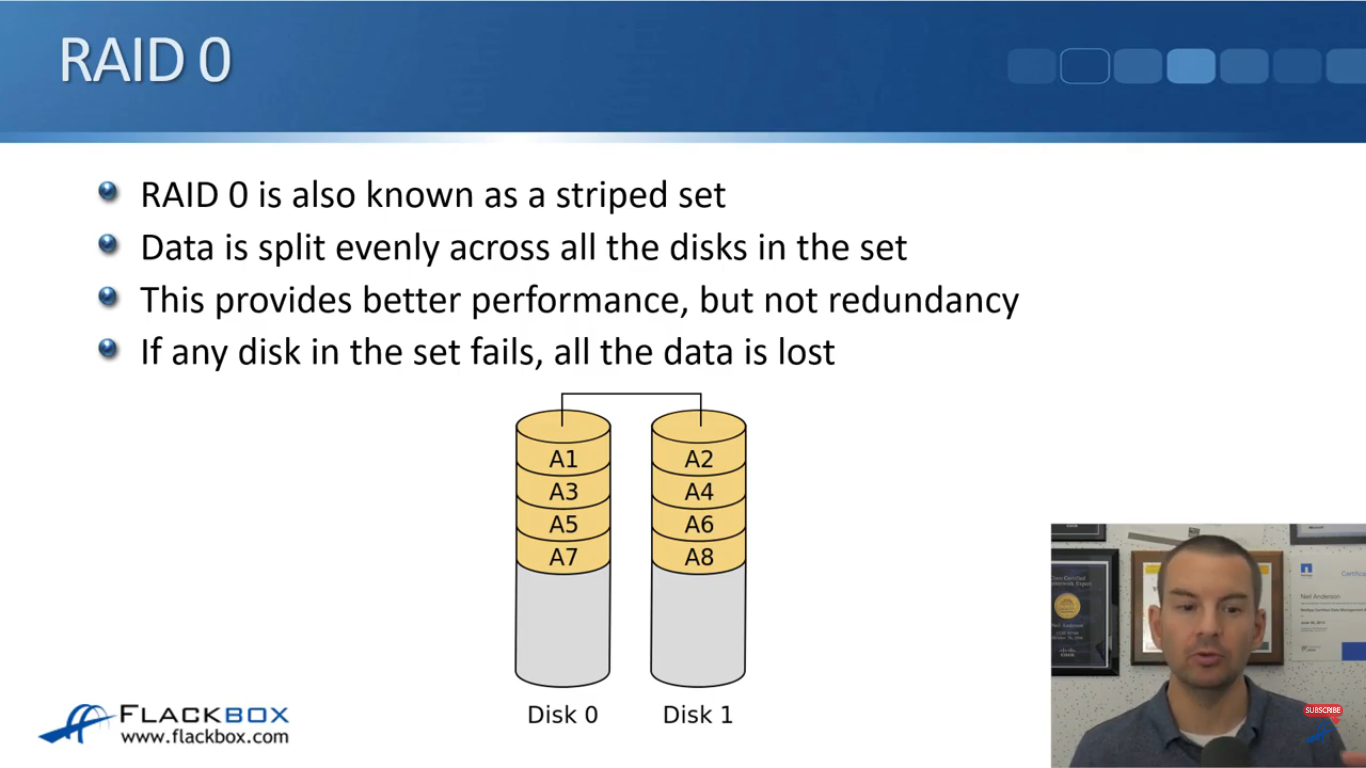 RAID 0
RAID 0 is also known as a striped set
Data is split evenly across all the disks in the set
This provides better performance, but not redundancy
If any disk in the set fails, all the data is lost
A1 A2
A3 A4
A5 A6
A7 A8
Disk 0 Disk 1
FLACKBOX
www.flackbox.com
Neil Anderson
SUBSCRIBE